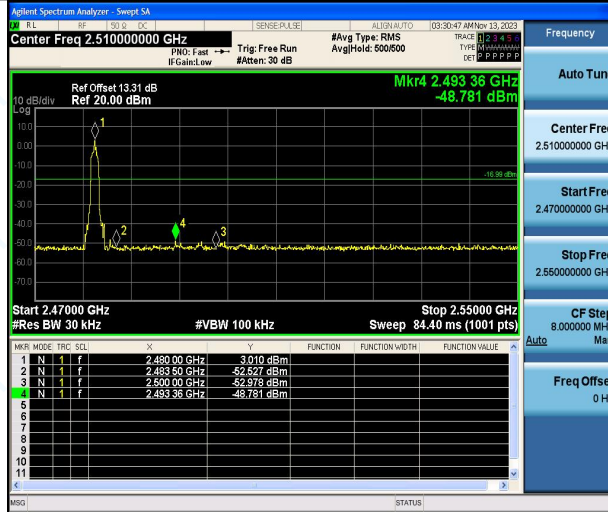 Agilent Spectrum Analyzer - Swept SA
RL RF 50 Ω DC SENSE:PULSE ALIGN AUTO 03:30:47 AM Nov 13, 2023
Center Freq 2.510000000 GHz
PNO: Fast
IFGain:Low
Trig: Free Run
#Atten: 30 dB
#Avg Type: RMS
Avg|Hold: 500/500
TRACE 1 2 3 4 5 6
TYPE M
DET P P P P P P
Ref Offset 13.31 dB
10 dB/div Ref 20.00 dBm
Log
Mkr4 2.493 36 GHz
-48.781 dBm
10.0
0.00
-10.0
-20.0
-30.0
-40.0
-50.0
-60.0
-70.0
1
2
4
3
-16.99 dBm
Start 2.47000 GHz Stop 2.55000 GHz
#Res BW 30 kHz #VBW 100 kHz Sweep 84.40 ms (1001 pts)
MKR MODE TRC SCL X Y FUNCTION FUNCTION WIDTH FUNCTION VALUE
1 N 1 f 2.480 00 GHz 3.010 dBm
2 N 1 f 2.483 50 GHz -52.527 dBm
3 N 1 f 2.500 00 GHz -52.978 dBm
4 N 1 f 2.493 36 GHz -48.781 dBm
5
6
7
8
9
10
11
MSG STATUS
Frequency
Auto Tun
Center Fre
2.510000000 GH
Start Fre
2.470000000 GH
Stop Fre
2.550000000 GH
CF Step
8.000000 MH
Auto Ma
Freq Offse
0 H